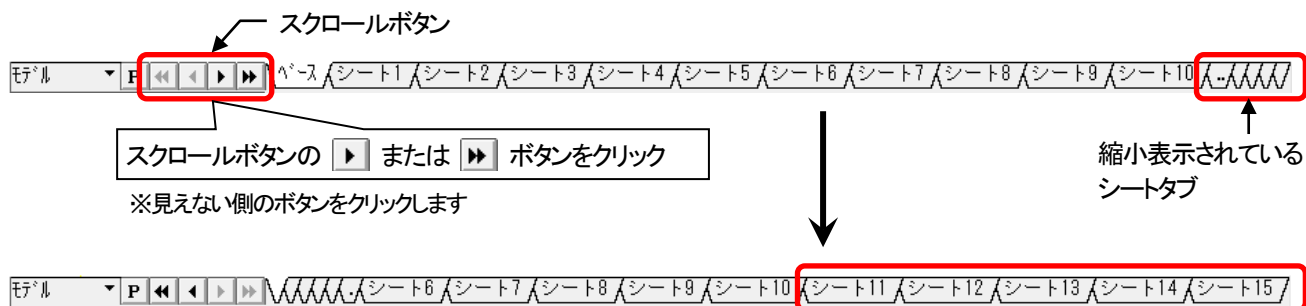 スクロールボタン
モデル P ベース シート1 シート2 シート3 シート4 シート5 シート6 シート7 シート8 シート9 シート10 ..
スクロールボタンの または ボタンをクリック
※見えない側のボタンをクリックします
縮小表示されている
シートタブ
モデル P . シート6 シート7 シート8 シート9 シート10 シート11 シート12 シート13 シート14 シート15